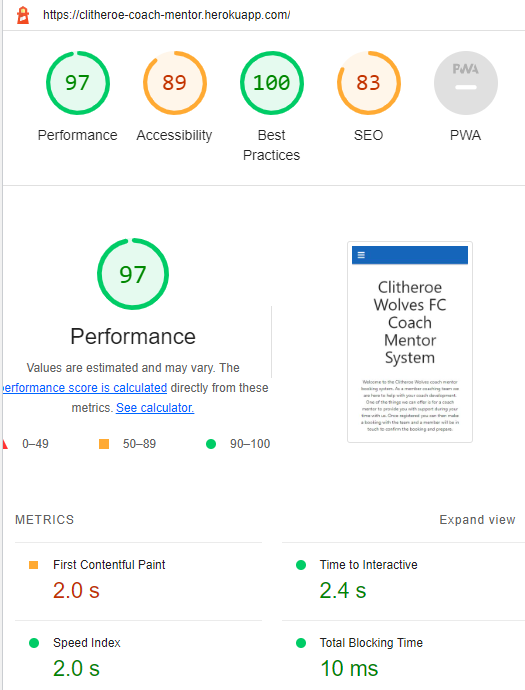 https://clitheroe-coach-mentor.herokuapp.com/
97 89 100 83 PWA
Performance Accessibility Best Practices SEO PWA
97
Performance
Values are estimated and may vary. The
performance score is calculated directly from these
metrics. See calculator.
0–49 50–89 90–100
Clitheroe
Wolves FC
Coach
Mentor
System
Welcome to the Clitheroe Wolves coach mentor
booking system. As a member coaching team we
are here to help with your coach development.
One of the things we can offer is for a coach
mentor to provide you with support during your
time with us. Once registered you can then make
a booking with the team and a member will be in
touch to confirm the booking and prepare.
METRICS Expand view
First Contentful Paint
2.0 s
Time to Interactive
2.4 s
Speed Index
2.0 s
Total Blocking Time
10 ms